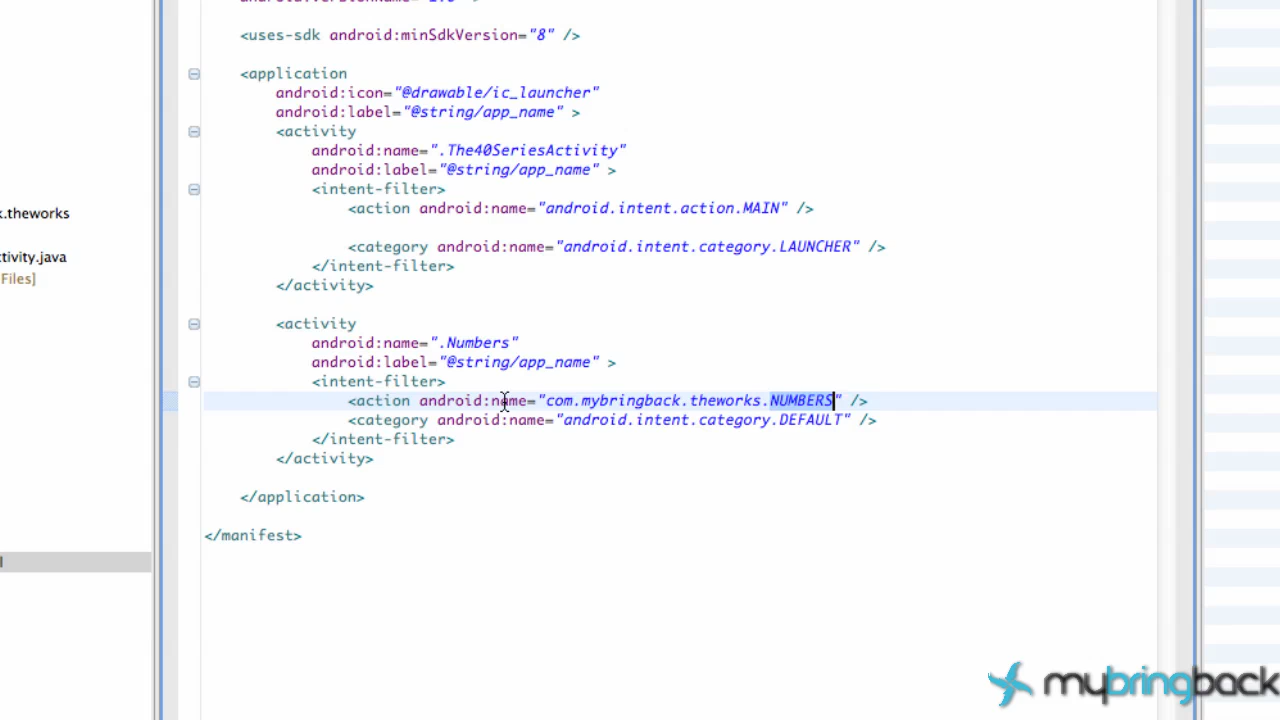 <uses-sdk android:minSdkVersion="8" />
<application
android:icon="@drawable/ic_launcher"
android:label="@string/app_name" >
<activity
android:name=".The40SeriesActivity"
android:label="@string/app_name" >
<intent-filter>
<action android:name="android.intent.action.MAIN" />
<category android:name="android.intent.category.LAUNCHER" />
</intent-filter>
</activity>
<activity
android:name=".Numbers"
android:label="@string/app_name" >
<intent-filter>
<action android:name="com.mybringback.theworks.NUMBERS" />
<category android:name="android.intent.category.DEFAULT" />
</intent-filter>
</activity>
</application>
</manifest>
k.theworks
ctivity.java
Files]
mybringback